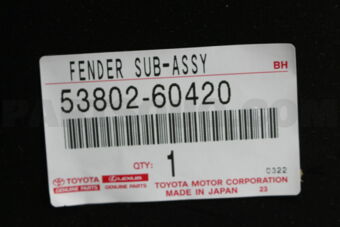 FENDER SUB-ASSY
BH
53802-60420
QTY:
1
0322
TOYOTA
GENUINE PARTS
LEXUS
GENUINE PARTS
TOYOTA MOTOR CORPORATION
MADE IN JAPAN
23